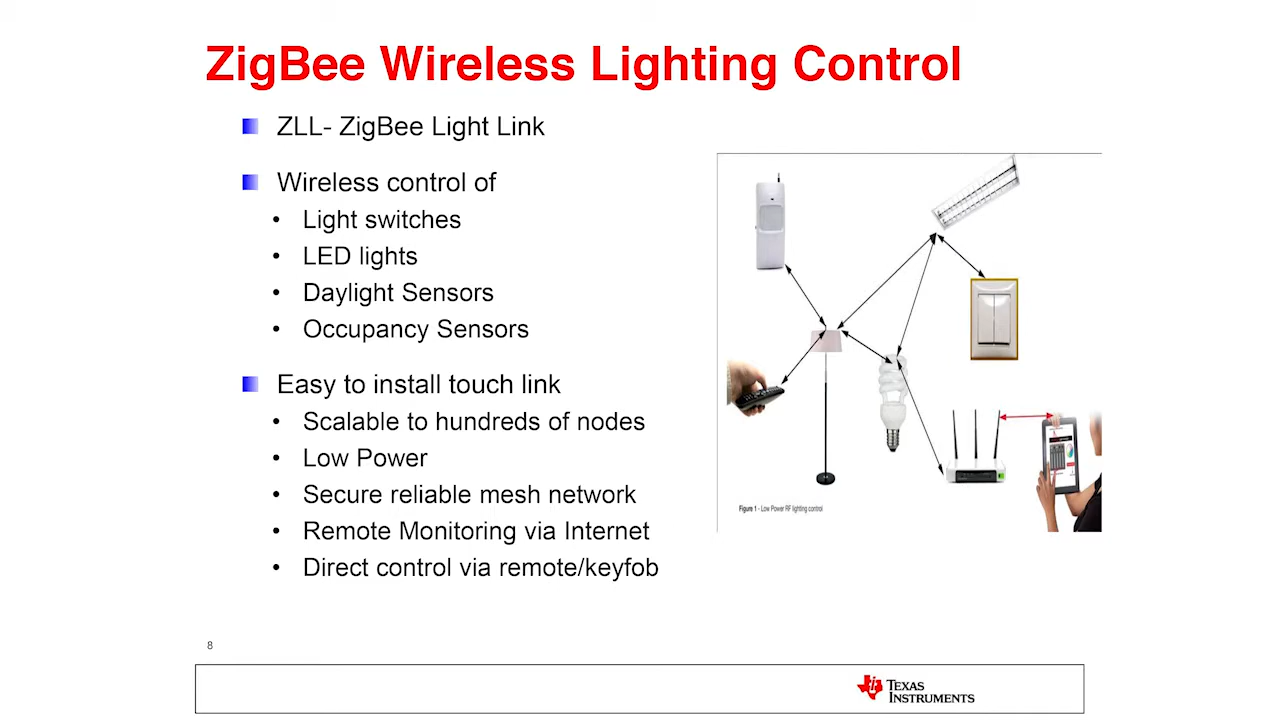 ZigBee Wireless Lighting Control
ZLL- ZigBee Light Link
Wireless control of
• Light switches
• LED lights
• Daylight Sensors
• Occupancy Sensors
Easy to install touch link
• Scalable to hundreds of nodes
• Low Power
• Secure reliable mesh network
• Remote Monitoring via Internet
• Direct control via remote/keyfob
Figure 1 - Low Power RF lighting control
8
TEXAS
INSTRUMENTS